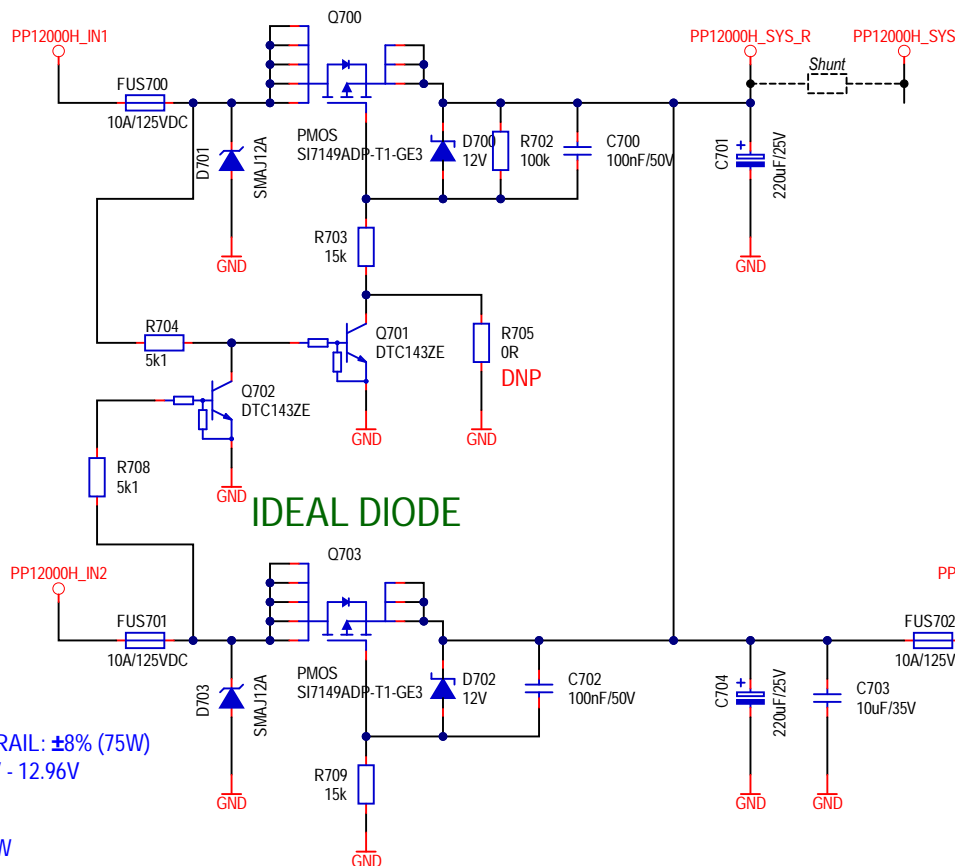 Q700
PP12000H_IN1
PP12000H_SYS_R
PP12000H_SYS
Shunt
FUS700
10A/125VDC
D701
SMAJ12A
PMOS
SI7149ADP-T1-GE3
D700
12V
R702
100k
C700
100nF/50V
C701
+
220uF/25V
GND
GND
R703
15k
R704
5k1
Q701
DTC143ZE
R705
0R
DNP
Q702
DTC143ZE
GND
GND
R708
5k1
GND
IDEAL DIODE
Q703
PP12000H_IN2
PP
FUS701
10A/125VDC
FUS702
10A/125V
D703
SMAJ12A
PMOS
SI7149ADP-T1-GE3
D702
12V
C702
100nF/50V
C704
+
220uF/25V
C703
10uF/35V
RAIL: ±8% (75W)
- 12.96V
R709
15k
GND
GND
GND
W
GND